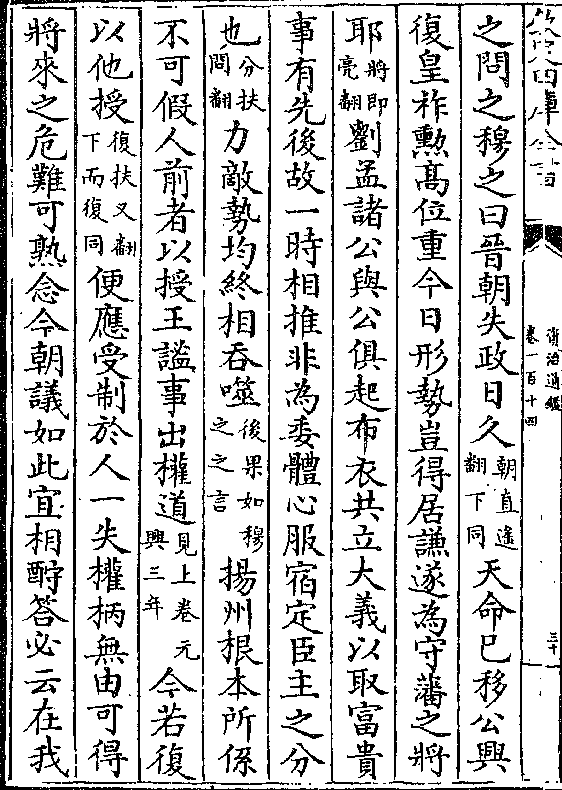 欽定四庫全書
資治通鑑
卷一百十四
三十
之問之穆之曰晉朝失政日久朝直遥翻下同天命已移公興
復皇祚勲髙位重今日形勢豈得居謙遂為守藩之將
耶將即亮翻劉孟諸公與公俱起布衣共立大義以取富貴
事有先後故一時相推非為委體心服宿定臣主之分
也分扶問翻力敵勢均終相吞噬後果如穆之之言揚州根本所係
不可假人前者以授王謐事出權道見上卷元興三年今若復
以他授復扶又翻下而復同便應受制於人一失權柄無由可得
將來之危難可熟念今朝議如此宜相酧答必云在我